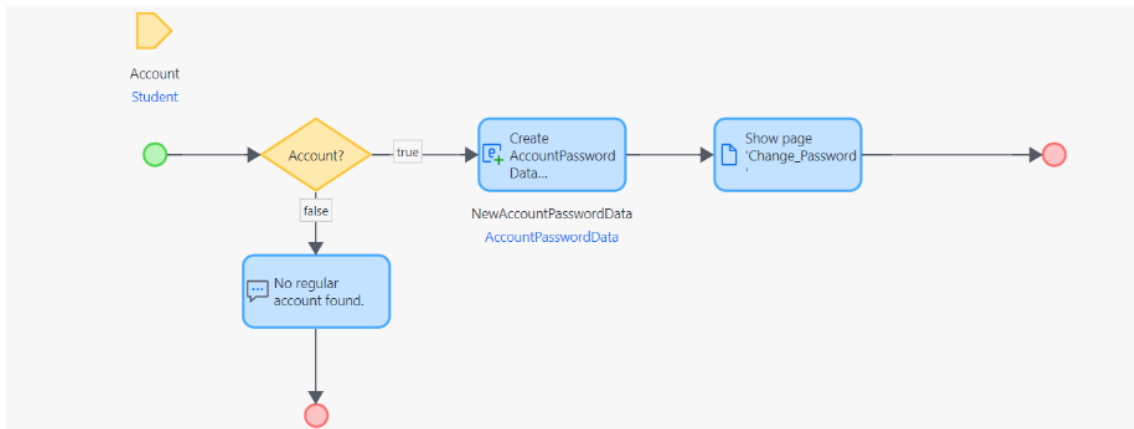 Account
Student
Account?
true
Create
AccountPassword
Data...
Show page
'Change_Password
'
false
NewAccountPasswordData
AccountPasswordData
No regular
account found.